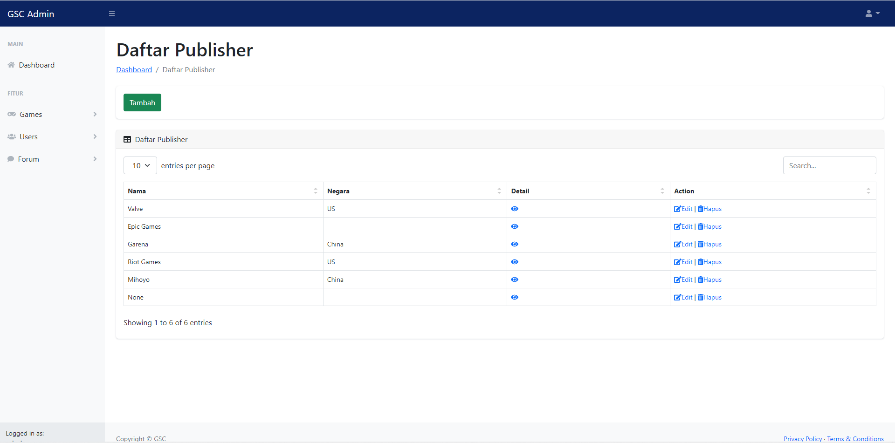 GSC Admin
Daftar Publisher
Dashboard / Daftar Publisher
MAIN
Dashboard
FITUR
Games
Users
Forum
Tambah
Daftar Publisher
10 entries per page
Search...
Nama Negara Detail Action
Valve US Edit | Hapus
Epic Games Edit | Hapus
Garena China Edit | Hapus
Riot Games US Edit | Hapus
Mihoyo China Edit | Hapus
None Edit | Hapus
Showing 1 to 6 of 6 entries
Logged in as:
Copyright © GSC
Privacy Policy · Terms & Conditions